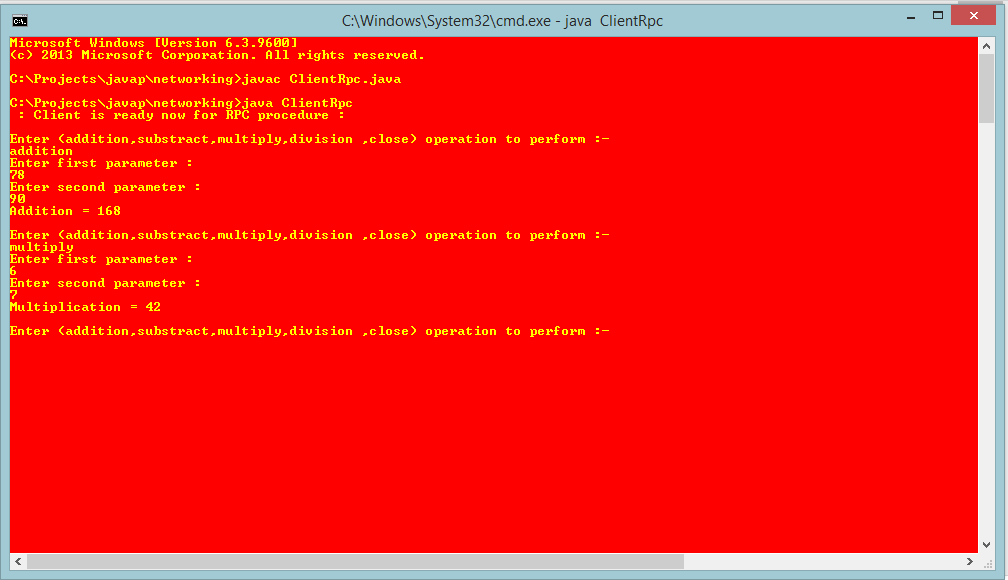 C:\Windows\System32\cmd.exe - java  ClientRpc
Microsoft Windows [Version 6.3.9600]
(c) 2013 Microsoft Corporation. All rights reserved.
C:\Projects\javap\networking>javac ClientRpc.java
C:\Projects\javap\networking>java ClientRpc
 : Client is ready now for RPC procedure :
Enter (addition,substract,multiply,division ,close) operation to perform :-
addition
Enter first parameter :
78
Enter second parameter :
90
Addition = 168
Enter (addition,substract,multiply,division ,close) operation to perform :-
multiply
Enter first parameter :
6
Enter second parameter :
7
Multiplication = 42
Enter (addition,substract,multiply,division ,close) operation to perform :-